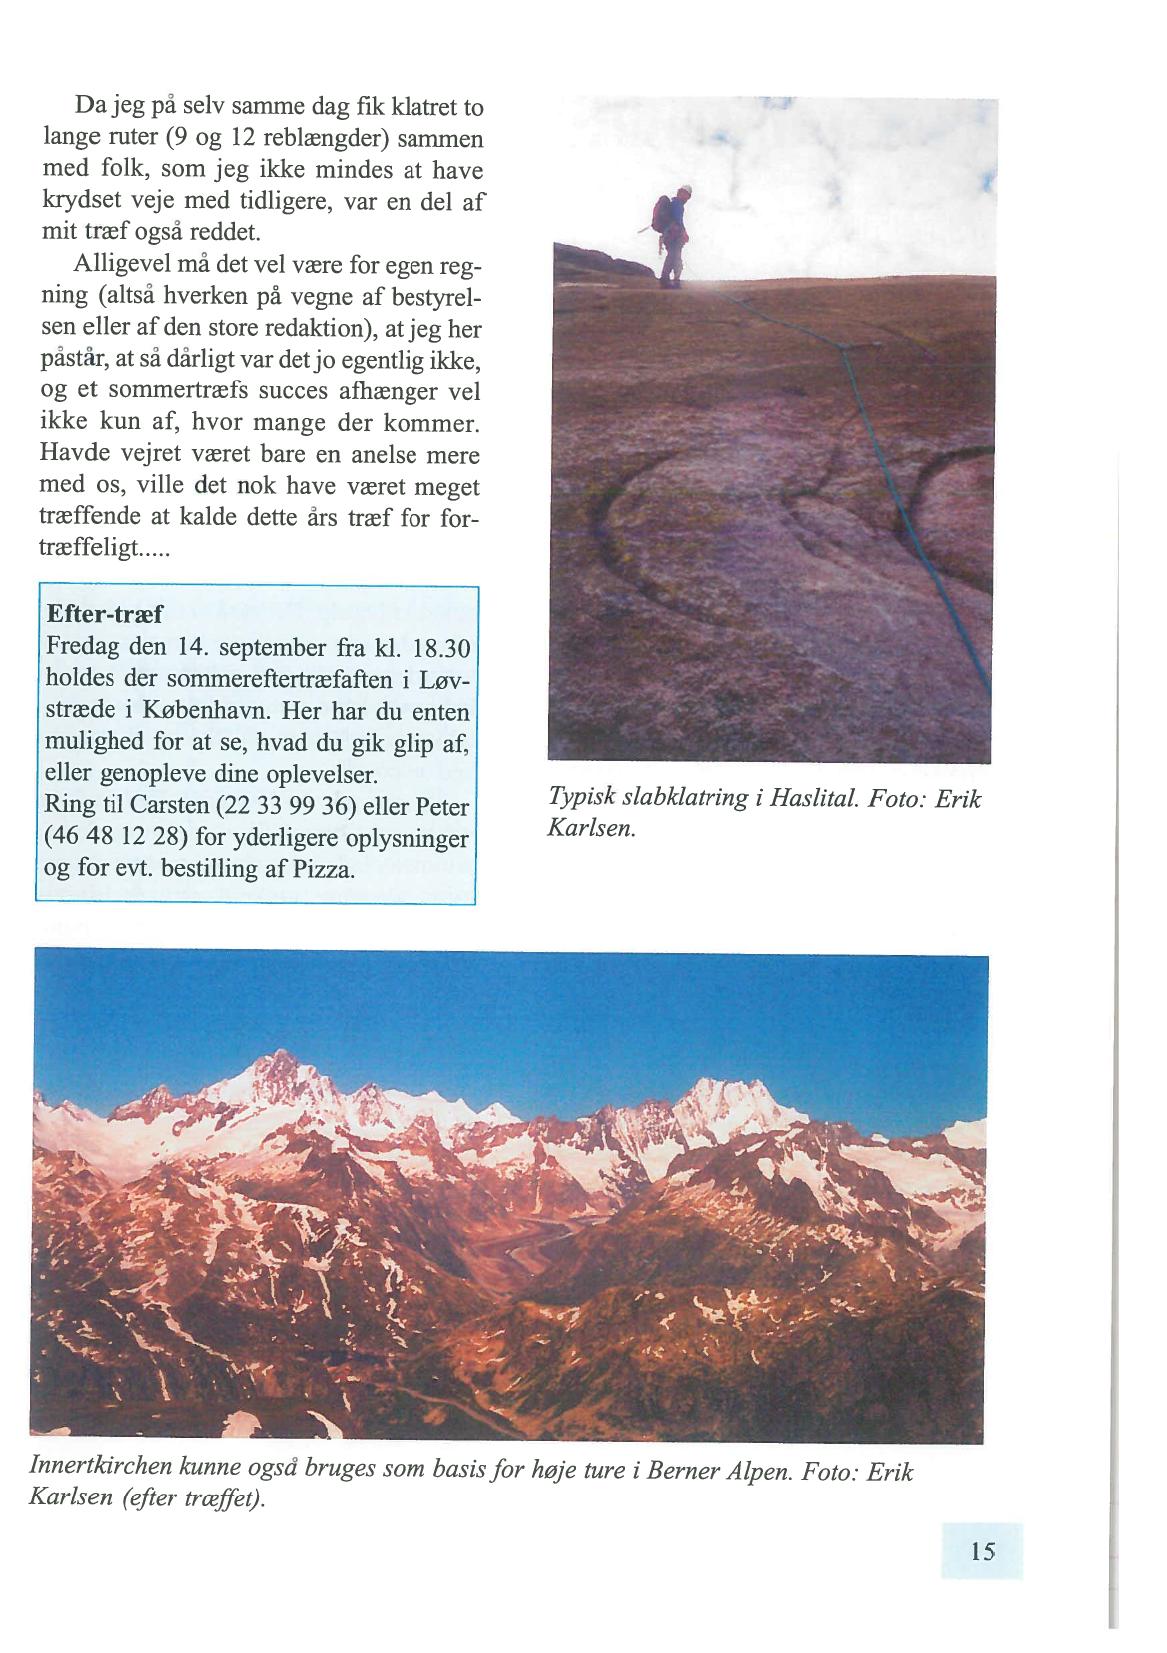 Da jeg på selv samme dag fik klatret to
lange ruter (9 og 12 reblængder) sammen
med folk, som jeg ikke mindes at have
krydset veje med tidligere, var en del af
mit træf også reddet.
Alligevel må det vel være for egen reg-
ning (altså hverken på vegne af bestyrel-
sen eller af den store redaktion), at jeg her
påstår, at så dårligt var det jo egentlig ikke,
og et sommertræfs succes afhænger vel
ikke kun af, hvor mange der kommer.
Havde vejret været bare en anelse mere
med os, ville det nok have været meget
træffende at kalde dette års træf for for-
træffeligt.....
Efter-træf
Fredag den 14. september fra kl. 18.30
holdes der sommereftertræfaften i Løv-
stræde i København. Her har du enten
mulighed for at se, hvad du gik glip af,
eller genopleve dine oplevelser.
Ring til Carsten (22 33 99 36) eller Peter
(46 48 12 28) for yderligere oplysninger
og for evt. bestilling af Pizza.
Typisk slabklatring i Haslital. Foto: Erik
Karlsen.
Innertkirchen kunne også bruges som basis for høje ture i Berner Alpen. Foto: Erik
Karlsen (efter træffet).
15